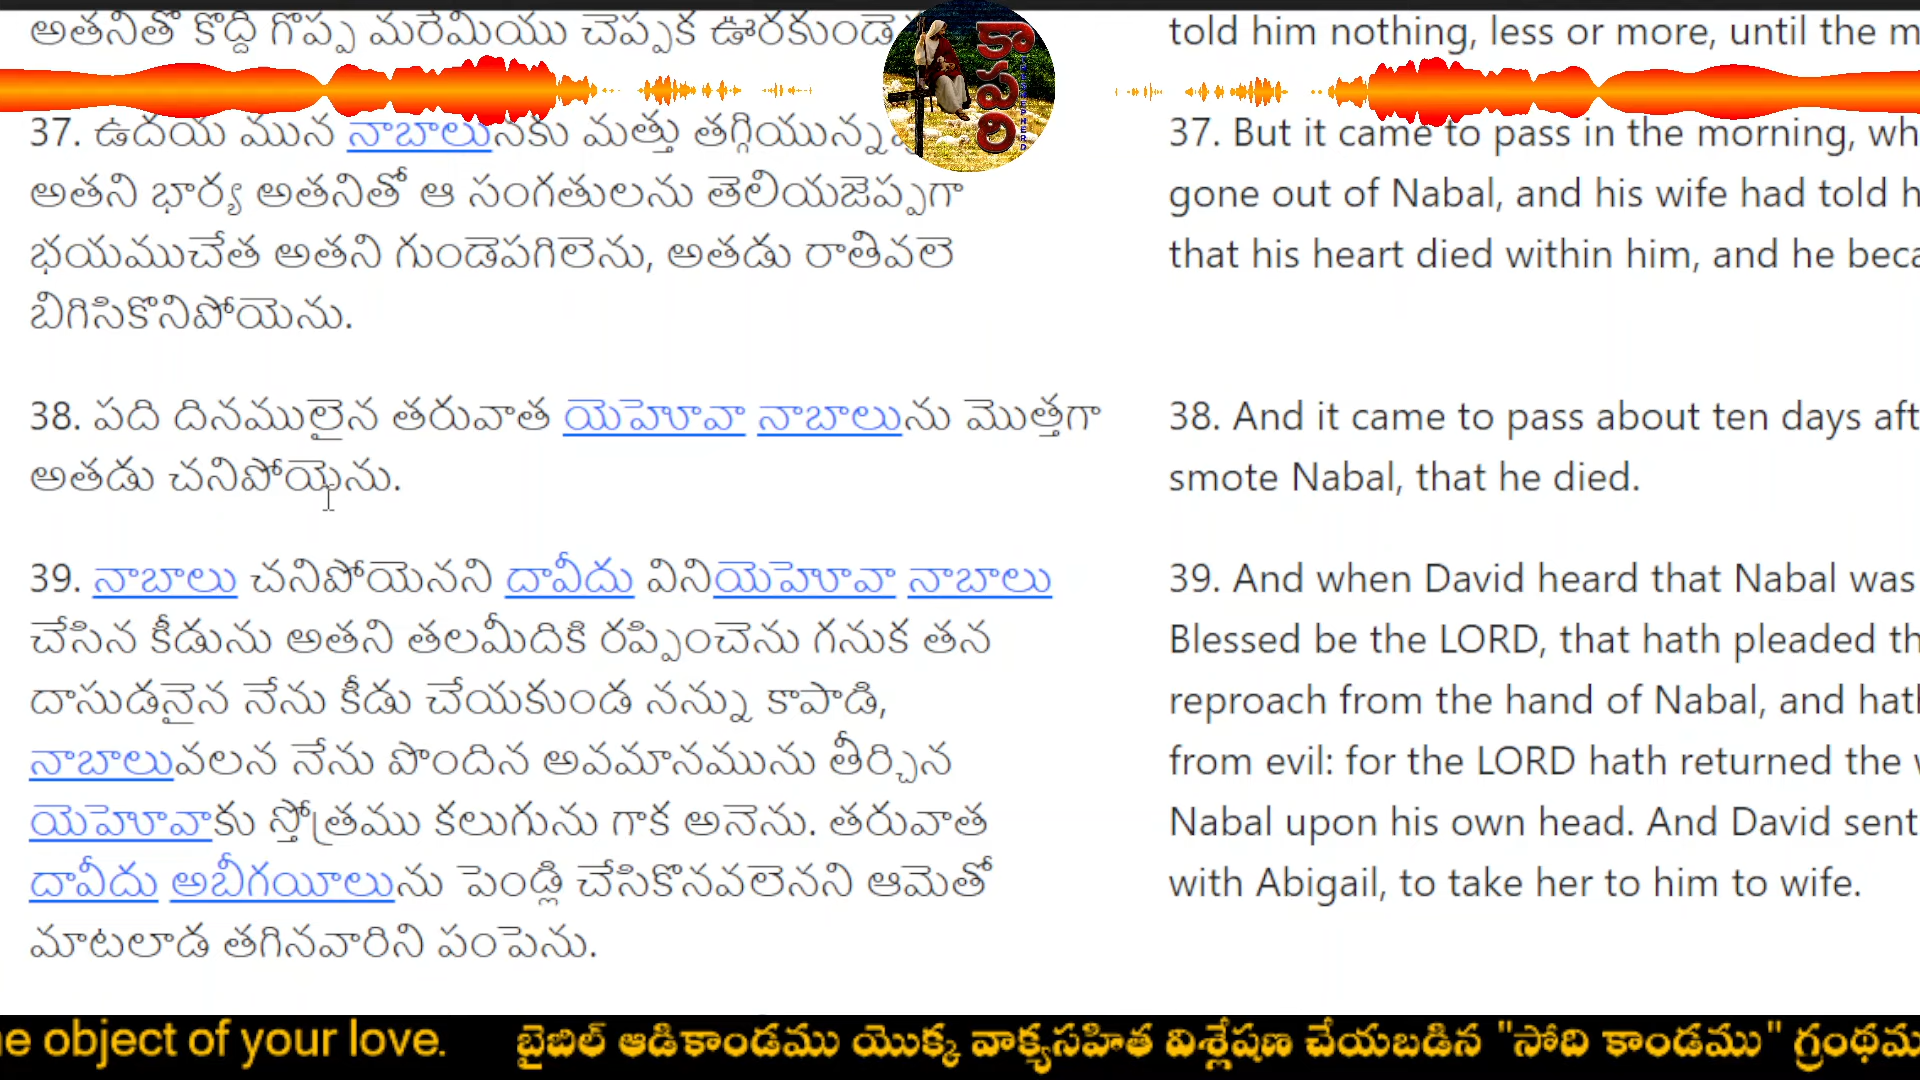 అతనితో కొద్ది గొప్ప మరేమియు చెప్పక ఊరకుండె
37. ఉదయ మున నాబాలునకు మత్తు తగ్గియున్న
అతని భార్య అతనితో ఆ సంగతులను తెలియజెప్పగా
భయముచేత అతని గుండెపగిలెను, అతడు రాతివలె
బిగిసికొనిపోయెను.
38. పది దినములైన తరువాత యెహోవా నాబాలును మొత్తగా
అతడు చనిపోయెను.
39. నాబాలు చనిపోయెనని దావీదు వినియెహోవా నాబాలు
చేసిన కీడును అతని తలమీదికి రప్పించెను గనుక తన
దాసుడనైన నేను కీడు చేయకుండ నన్ను కాపాడి,
నాబాలువలన నేను పొందిన అవమానమును తీర్చిన
యెహోవాకు స్తోత్రము కలుగును గాక అనెను. తరువాత
దావీదు అబీగయీలును పెండ్లి చేసికొనవలెనని ఆమెతో
మాటలాడ తగినవారిని పంపెను.
told him nothing, less or more, until the m
37. But it came to pass in the morning, wh
gone out of Nabal, and his wife had told h
that his heart died within him, and he beca
38. And it came to pass about ten days aft
smote Nabal, that he died.
39. And when David heard that Nabal was
Blessed be the LORD, that hath pleaded th
reproach from the hand of Nabal, and hath
from evil: for the LORD hath returned the w
Nabal upon his own head. And David sent
with Abigail, to take her to him to wife.
కాపరి
e object of your love. బైబిల్ ఆదికాండము యొక్క వాక్యసహిత విశ్లేషణ చేయబడిన "సోది కాండము" గ్రంథము